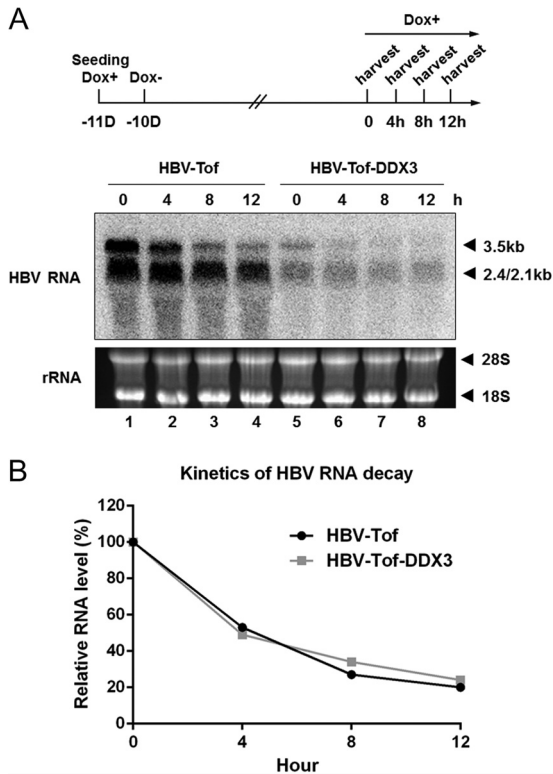 A
Dox+
Seeding
Dox+ Dox-
harvest harvest harvest harvest
-11D -10D 0 4h 8h 12h
HBV-Tof HBV-Tof-DDX3
0 4 8 12 0 4 8 12 h
3.5kb
HBV RNA 2.4/2.1kb
28S
rRNA
18S
1 2 3 4 5 6 7 8
B
Kinetics of HBV RNA decay
120
100
80
60
40
20
0
Relative RNA level (%)
HBV-Tof
HBV-Tof-DDX3
0 4 8 12
Hour